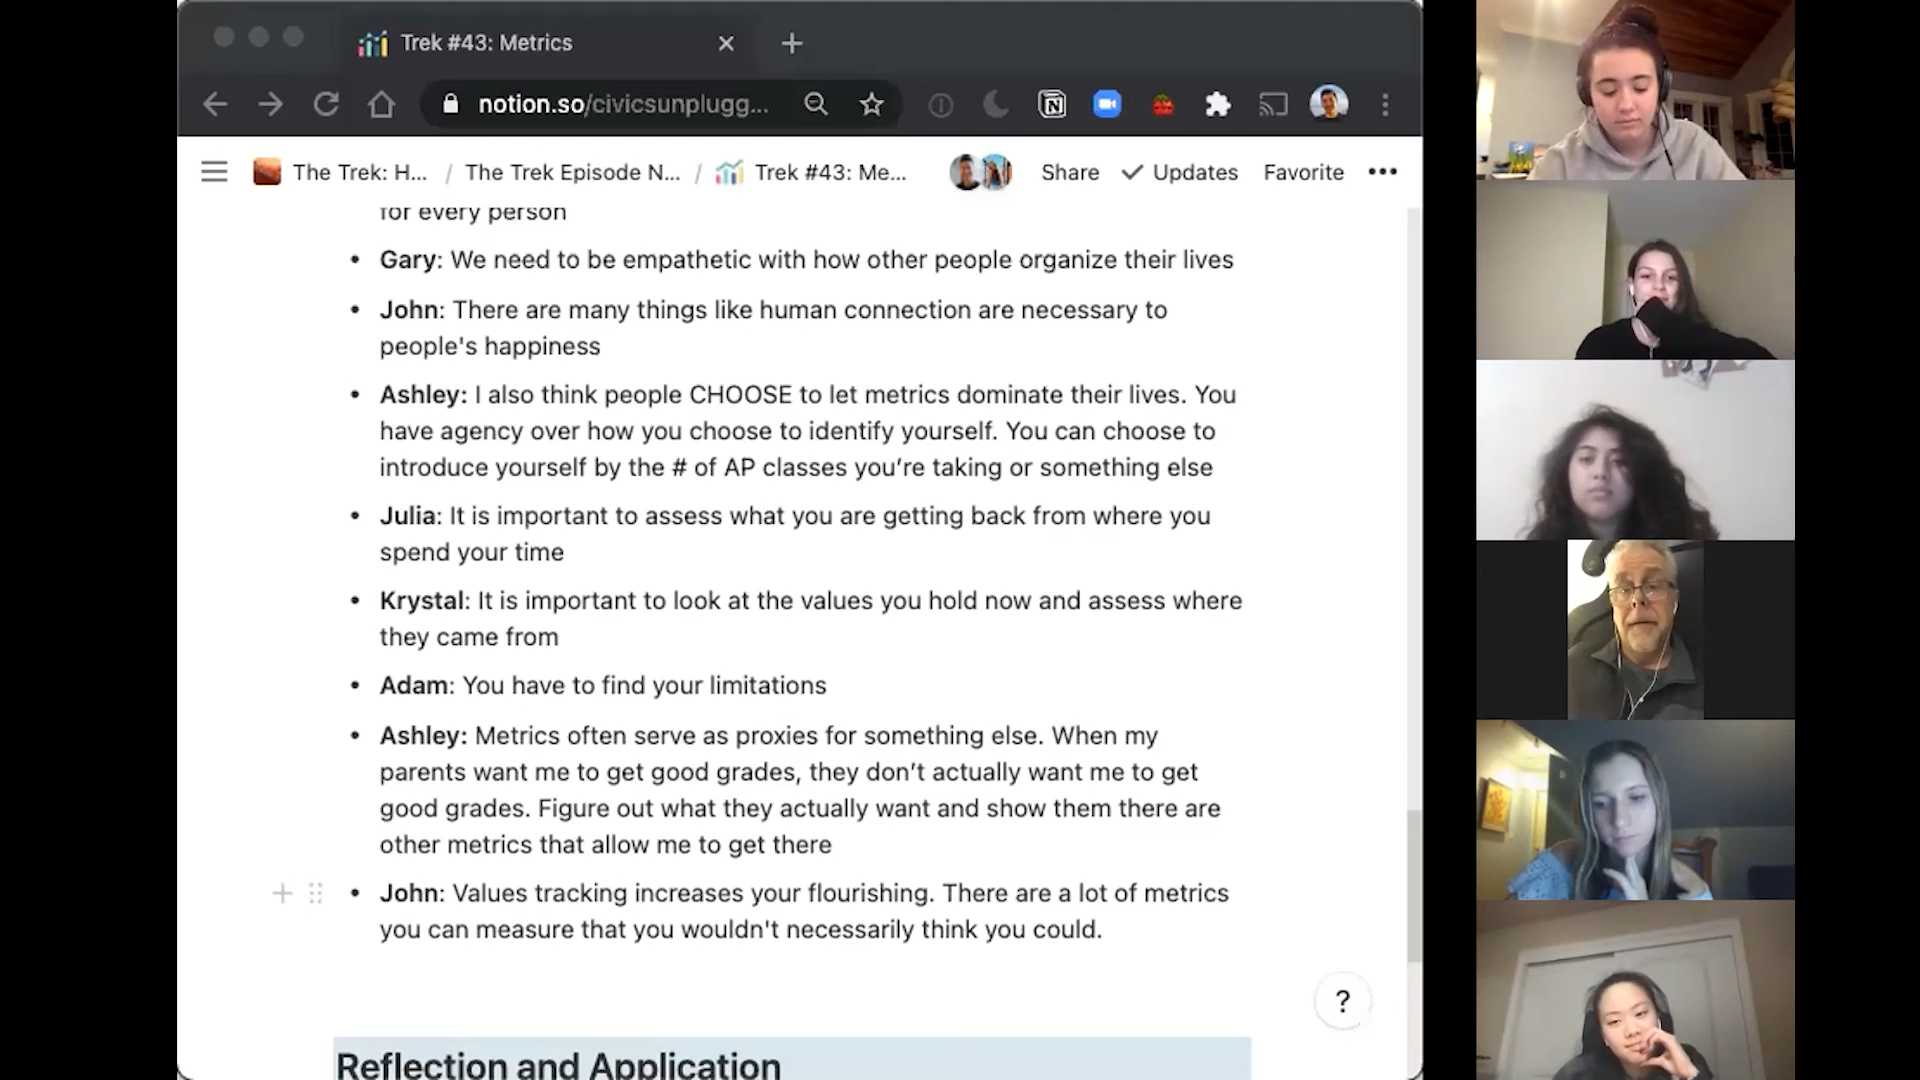 Trek #43: Metrics
notion.so/civicsunplugg...
The Trek: H... / The Trek Episode N... / Trek #43: Me... Share Updates Favorite
for every person
• Gary: We need to be empathetic with how other people organize their lives
• John: There are many things like human connection are necessary to
people's happiness
• Ashley: I also think people CHOOSE to let metrics dominate their lives. You
have agency over how you choose to identify yourself. You can choose to
introduce yourself by the # of AP classes you’re taking or something else
• Julia: It is important to assess what you are getting back from where you
spend your time
• Krystal: It is important to look at the values you hold now and assess where
they came from
• Adam: You have to find your limitations
• Ashley: Metrics often serve as proxies for something else. When my
parents want me to get good grades, they don’t actually want me to get
good grades. Figure out what they actually want and show them there are
other metrics that allow me to get there
• John: Values tracking increases your flourishing. There are a lot of metrics
you can measure that you wouldn't necessarily think you could.
?
Reflection and Application